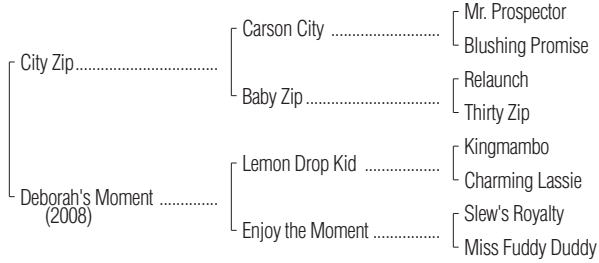 Mr. Prospector
Carson City ........................
Blushing Promise
City Zip................................
Relaunch
Baby Zip..............................
Thirty Zip
Kingmambo
Lemon Drop Kid .................
Charming Lassie
Deborah's Moment .............
(2008)
Slew's Royalty
Enjoy the Moment ...............
Miss Fuddy Duddy